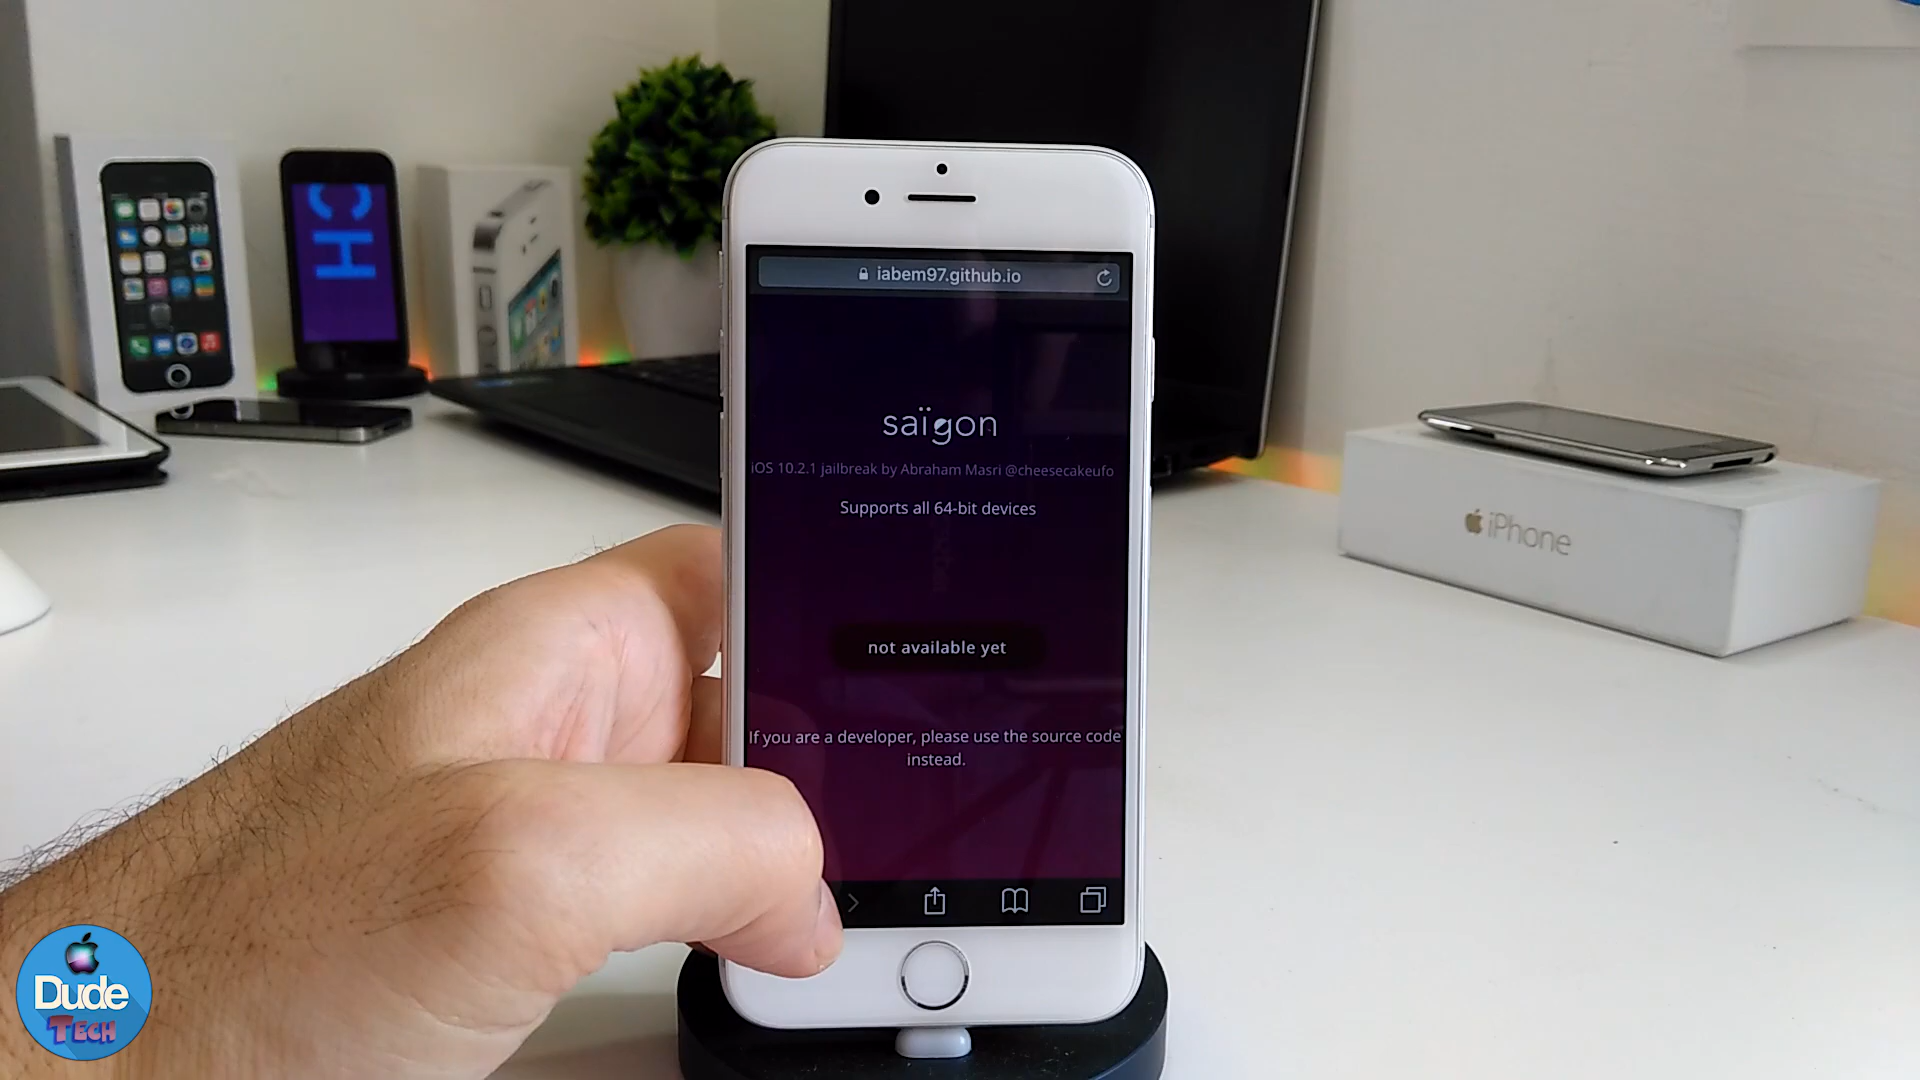 HC
iabem97.github.io
saïgon
iOS 10.2.1 jailbreak by Abraham Masri @cheesecakeufo
Supports all 64-bit devices
not available yet
If you are a developer, please use the source code
instead.
iPhone
Dude
TECH